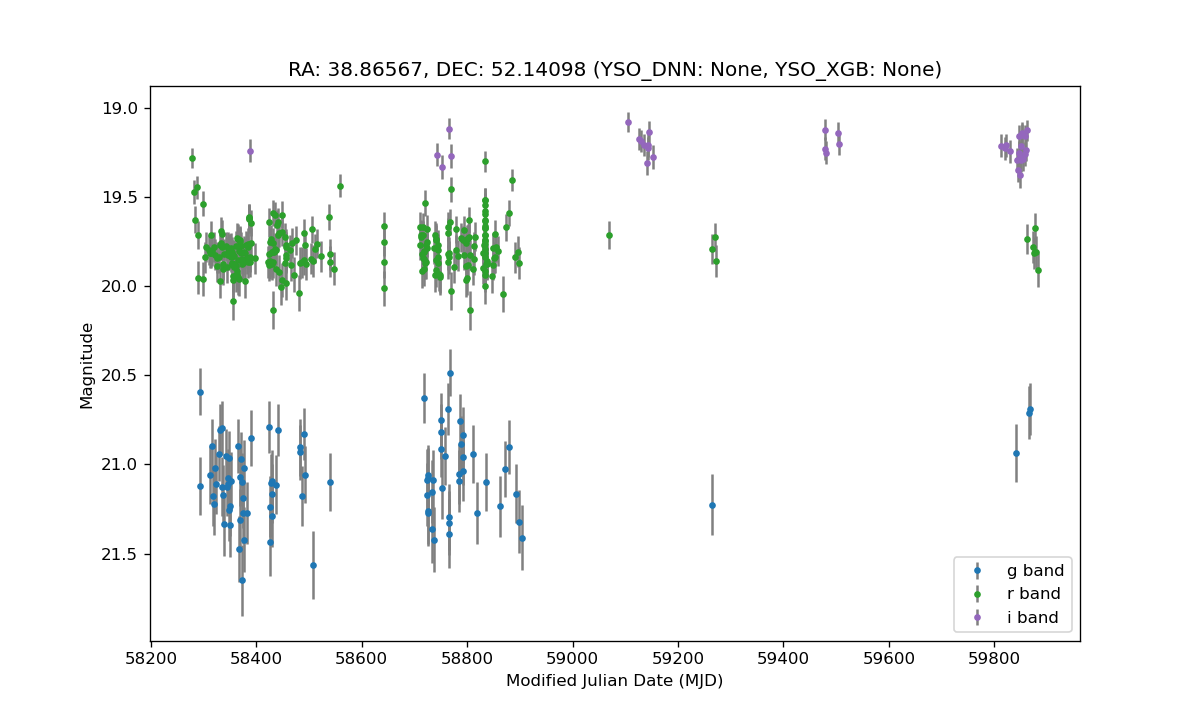 RA: 38.86567, DEC: 52.14098 (YSO_DNN: None, YSO_XGB: None)
19.0
19.5
20.0
20.5
21.0
21.5
Magnitude
g band
r band
i band
58200
58400
58600
58800
59000
59200
59400
59600
59800
Modified Julian Date (MJD)